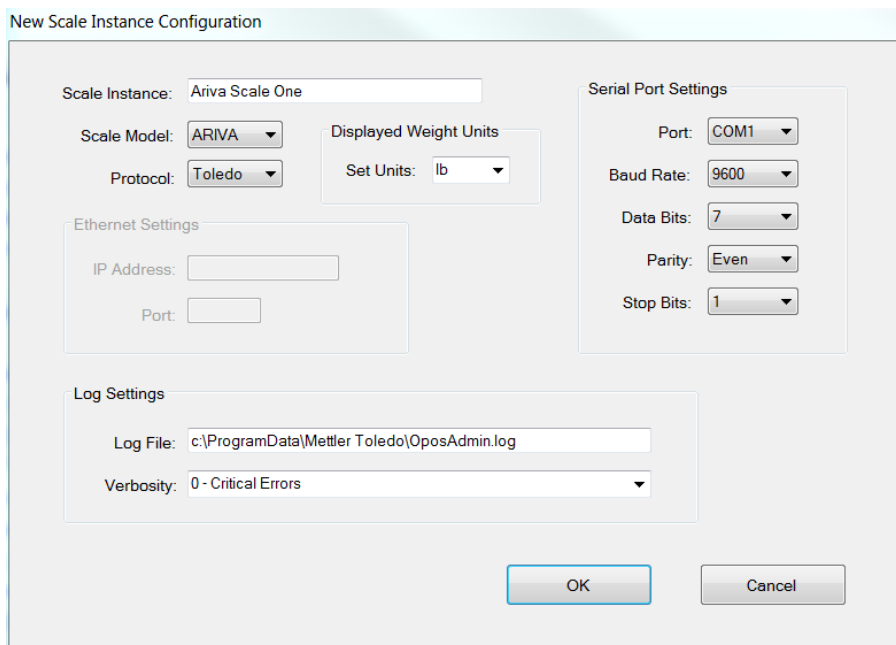 New Scale Instance Configuration
Scale Instance: Ariva Scale One
Scale Model: ARIVA
Protocol: Toledo
Displayed Weight Units
Set Units: lb
Ethernet Settings
IP Address:
Port:
Serial Port Settings
Port: COM1
Baud Rate: 9600
Data Bits: 7
Parity: Even
Stop Bits: 1
Log Settings
Log File: c:\ProgramData\Mettler Toledo\OposAdmin.log
Verbosity: 0 - Critical Errors
OK
Cancel